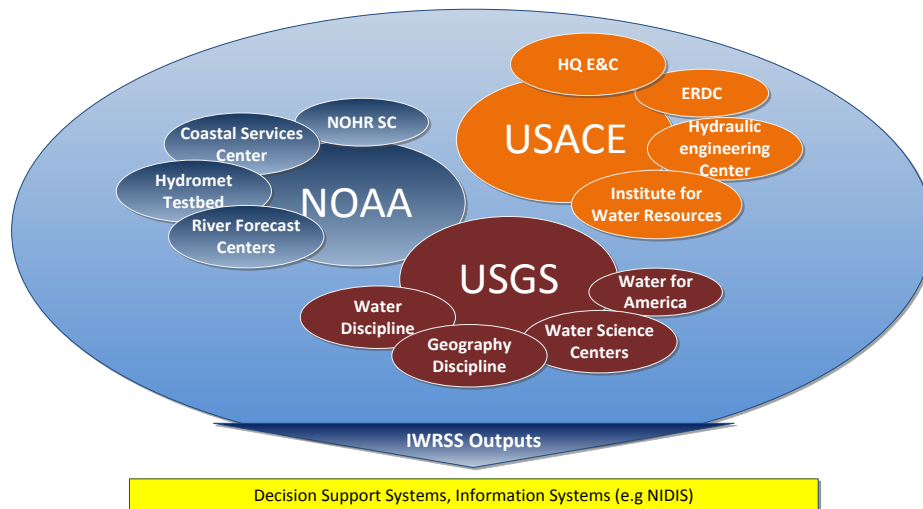 HQ E&C
ERDC
USACE
Hydraulic
engineering
Center
Institute for
Water Resources
NOHR SC
Coastal Services
Center
Hydromet
Testbed
NOAA
River Forecast
Centers
USGS
Water for
America
Water
Discipline
Geography
Discipline
Water Science
Centers
IWRSS Outputs
Decision Support Systems, Information Systems (e.g NIDIS)